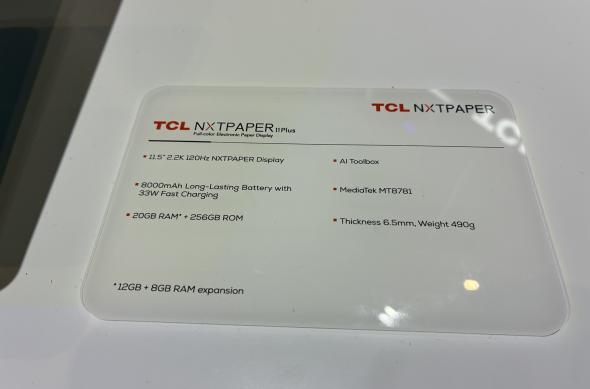 TCL NXTPAPER
TCL NXTPAPER 11 Plus
Full-color Electronic Paper Display
• 11.5" 2.2K 120Hz NXTPAPER Display
• 8000mAh Long-Lasting Battery with
33W Fast Charging
• 20GB RAM* + 256GB ROM
• AI Toolbox
• MediaTek MT8781
• Thickness 6.5mm, Weight 490g
*12GB + 8GB RAM expansion